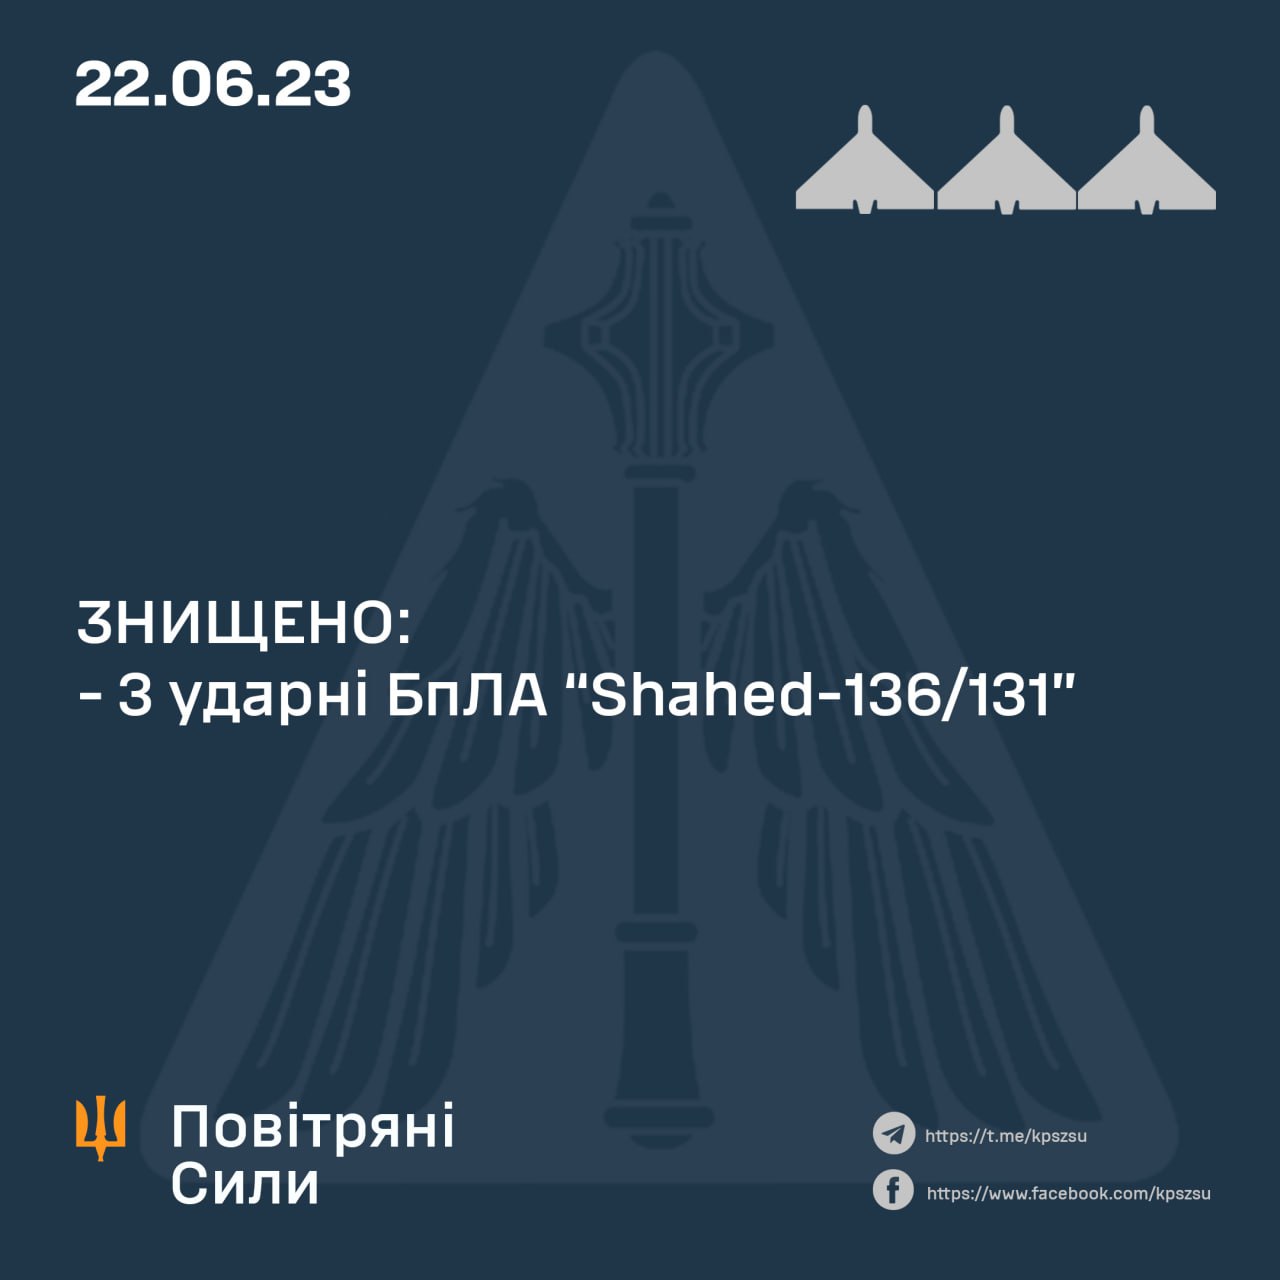 22.06.23
ЗНИЩЕНО:
- 3 ударні БпЛА “Shahed-136/131”
Повітряні
Сили
https://t.me/kpszsu
https://www.facebook.com/kpszsu